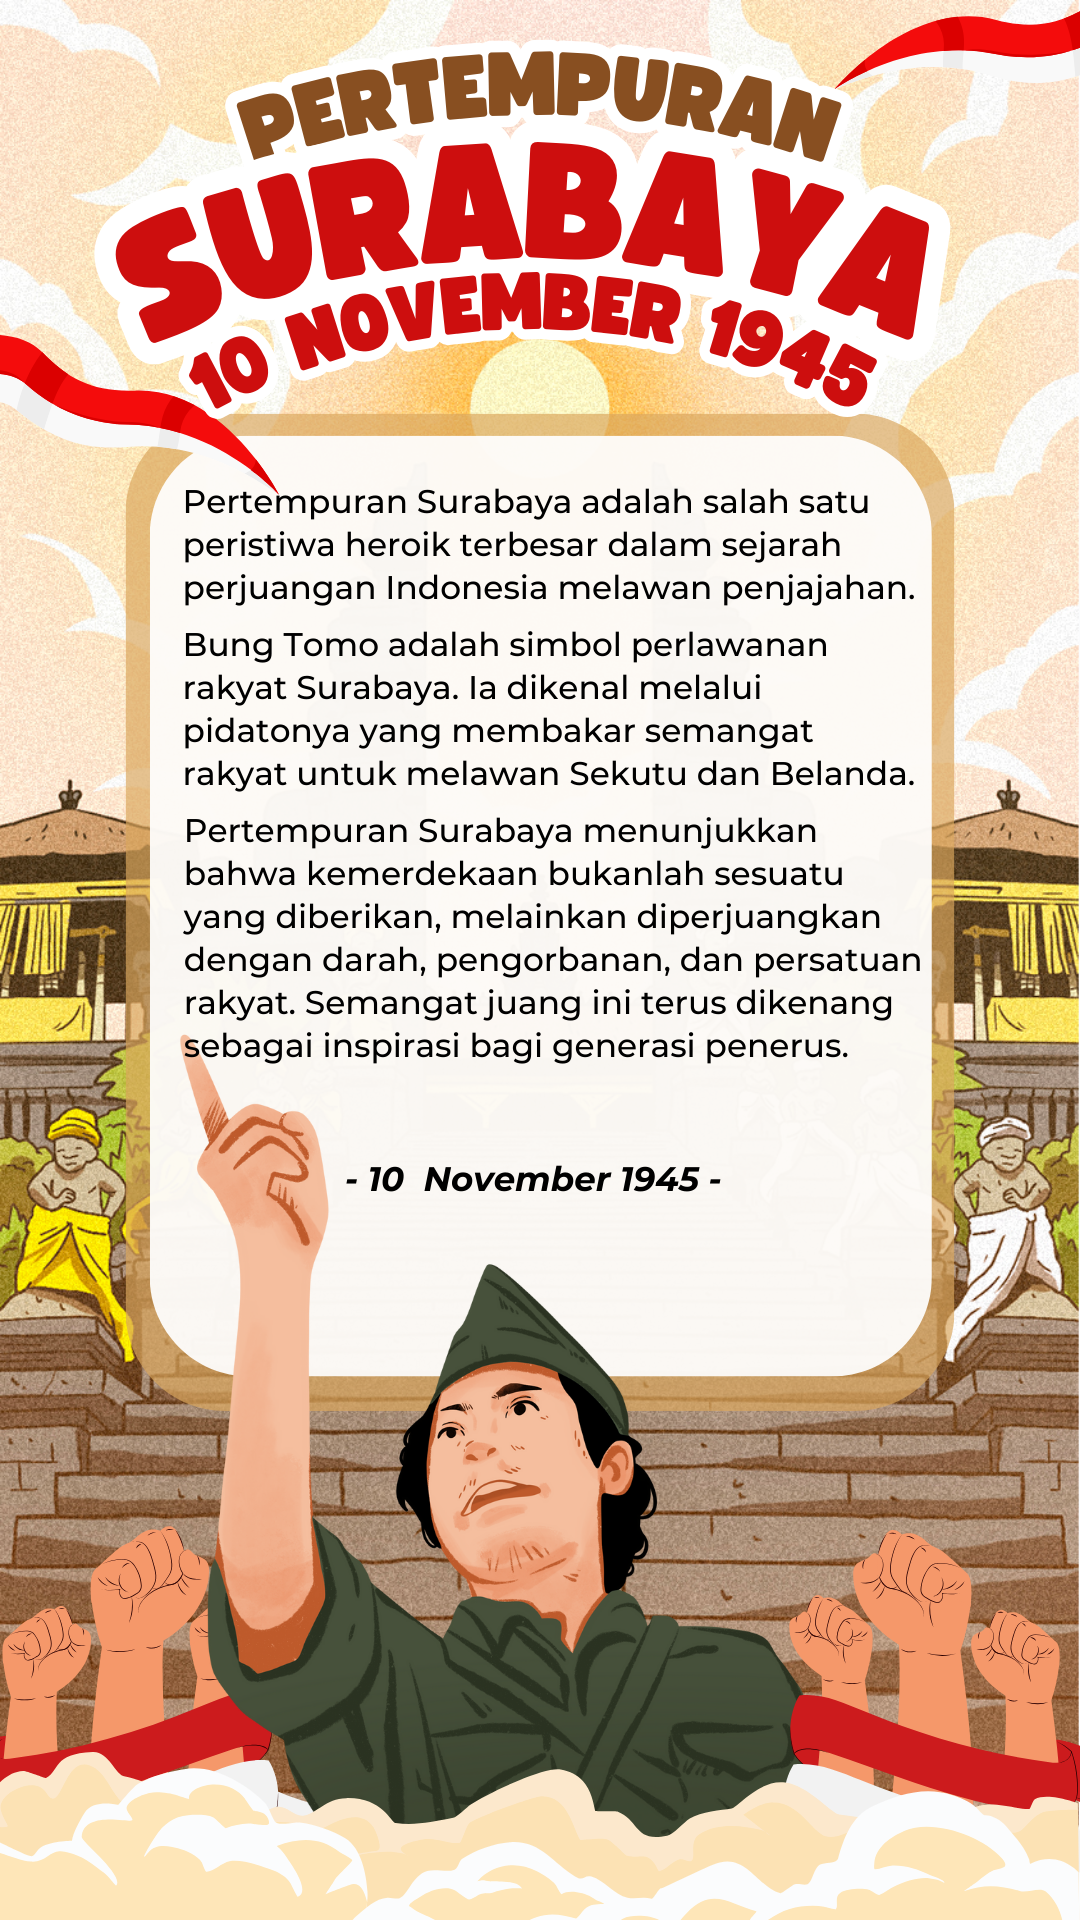 PERTEMPURAN
SURABAYA
10 NOVEMBER 1945
Pertempuran Surabaya adalah salah satu
peristiwa heroik terbesar dalam sejarah
perjuangan Indonesia melawan penjajahan.
Bung Tomo adalah simbol perlawanan
rakyat Surabaya. Ia dikenal melalui
pidatonya yang membakar semangat
rakyat untuk melawan Sekutu dan Belanda.
Pertempuran Surabaya menunjukkan
bahwa kemerdekaan bukanlah sesuatu
yang diberikan, melainkan diperjuangkan
dengan darah, pengorbanan, dan persatuan
rakyat. Semangat juang ini terus dikenang
sebagai inspirasi bagi generasi penerus.
- 10  November 1945 -